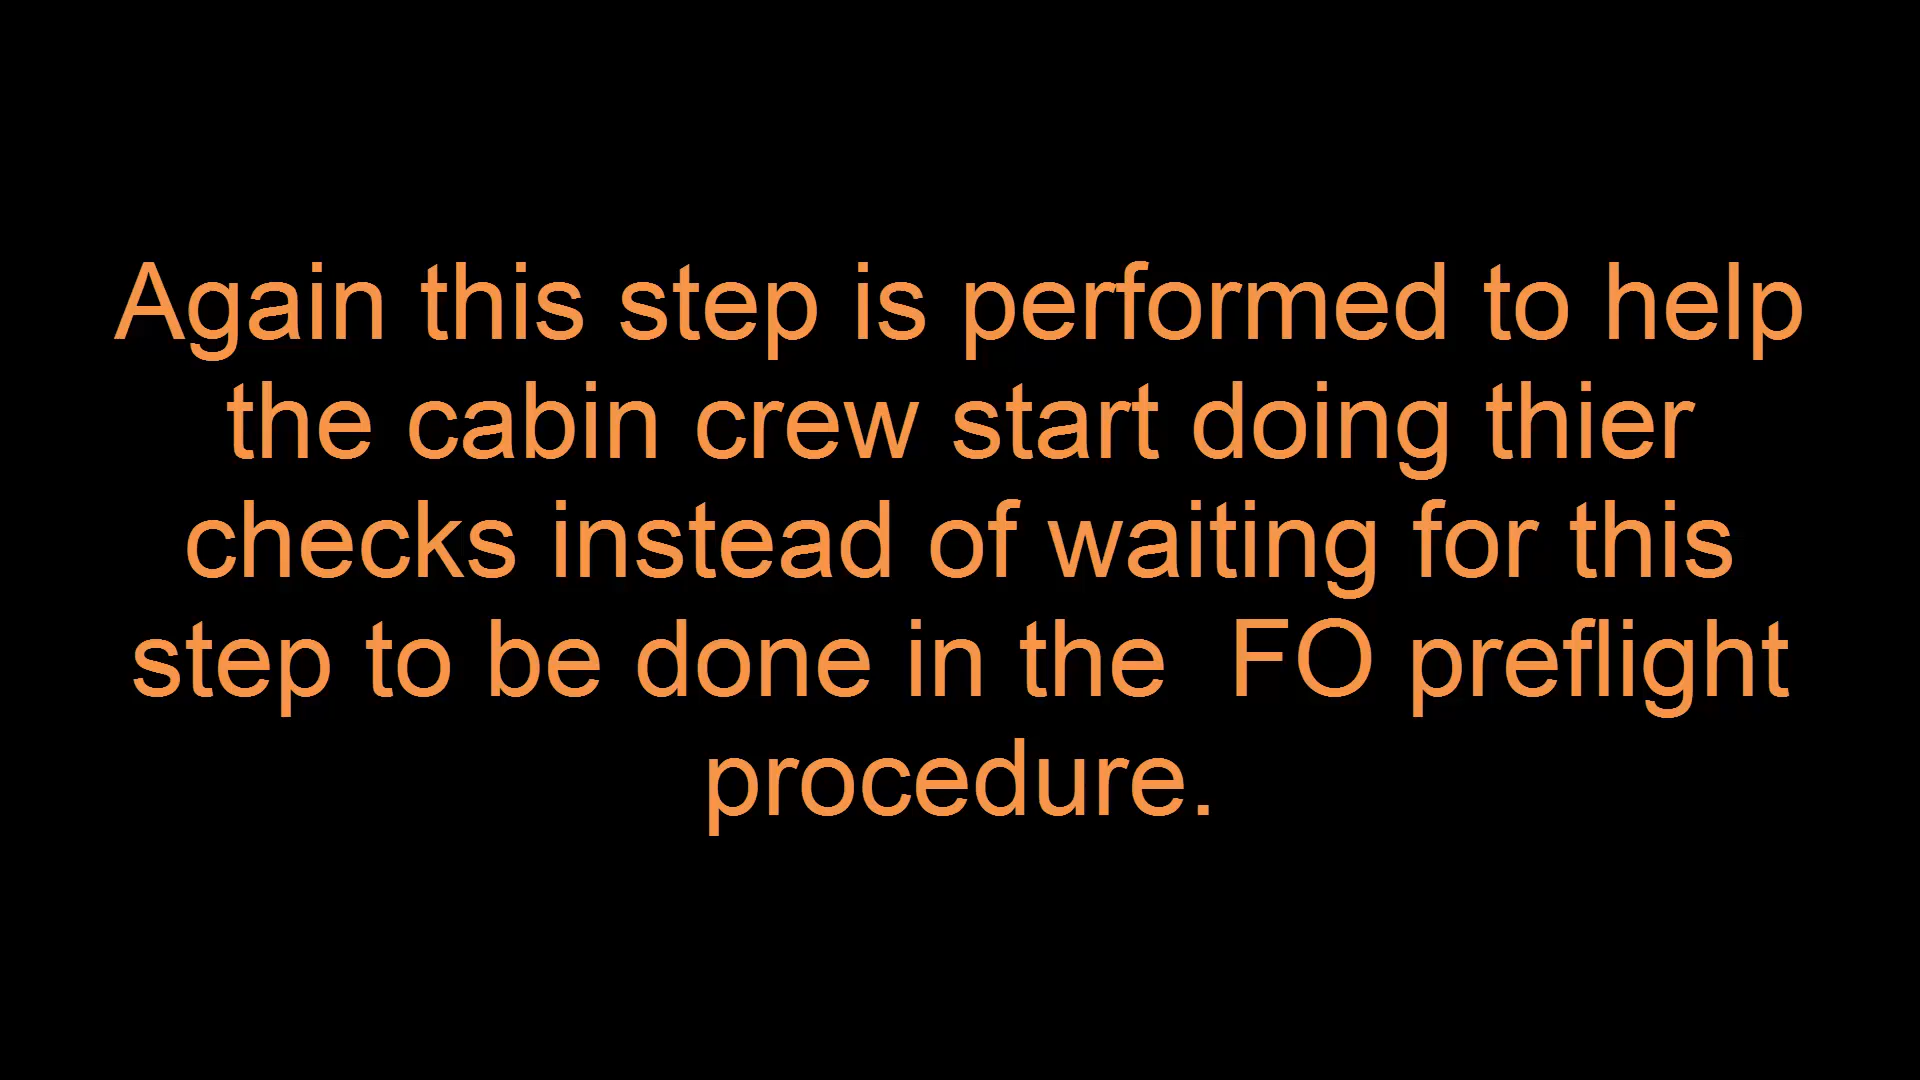 Again this step is performed to help
the cabin crew start doing thier
checks instead of waiting for this
step to be done in the  FO preflight
procedure.